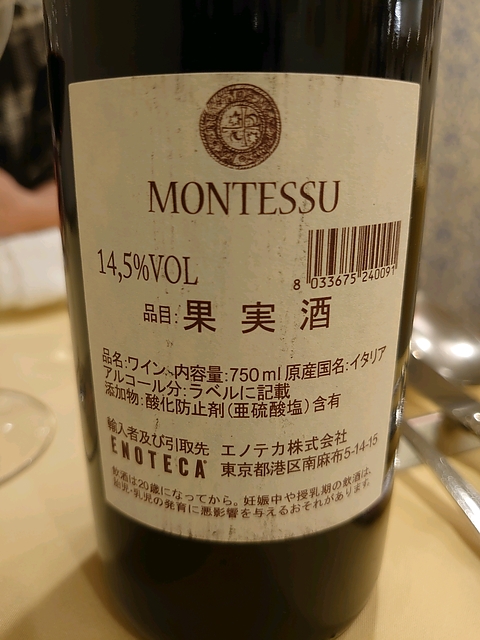 MONTESSU
14,5%VOL
8 033675 240091
品目:果実酒
品名:ワイン、内容量:750ml 原産国名:イタリア
アルコール分:ラベルに記載
添加物:酸化防止剤(亜硫酸塩)含有
輸入者及び引取先 エノテカ株式会社
ENOTECA 東京都港区南麻布5-14-15
飲酒は20歳になってから。妊娠中や授乳期の飲酒は、
胎児・乳児の発育に悪影響を与えるおそれがあります